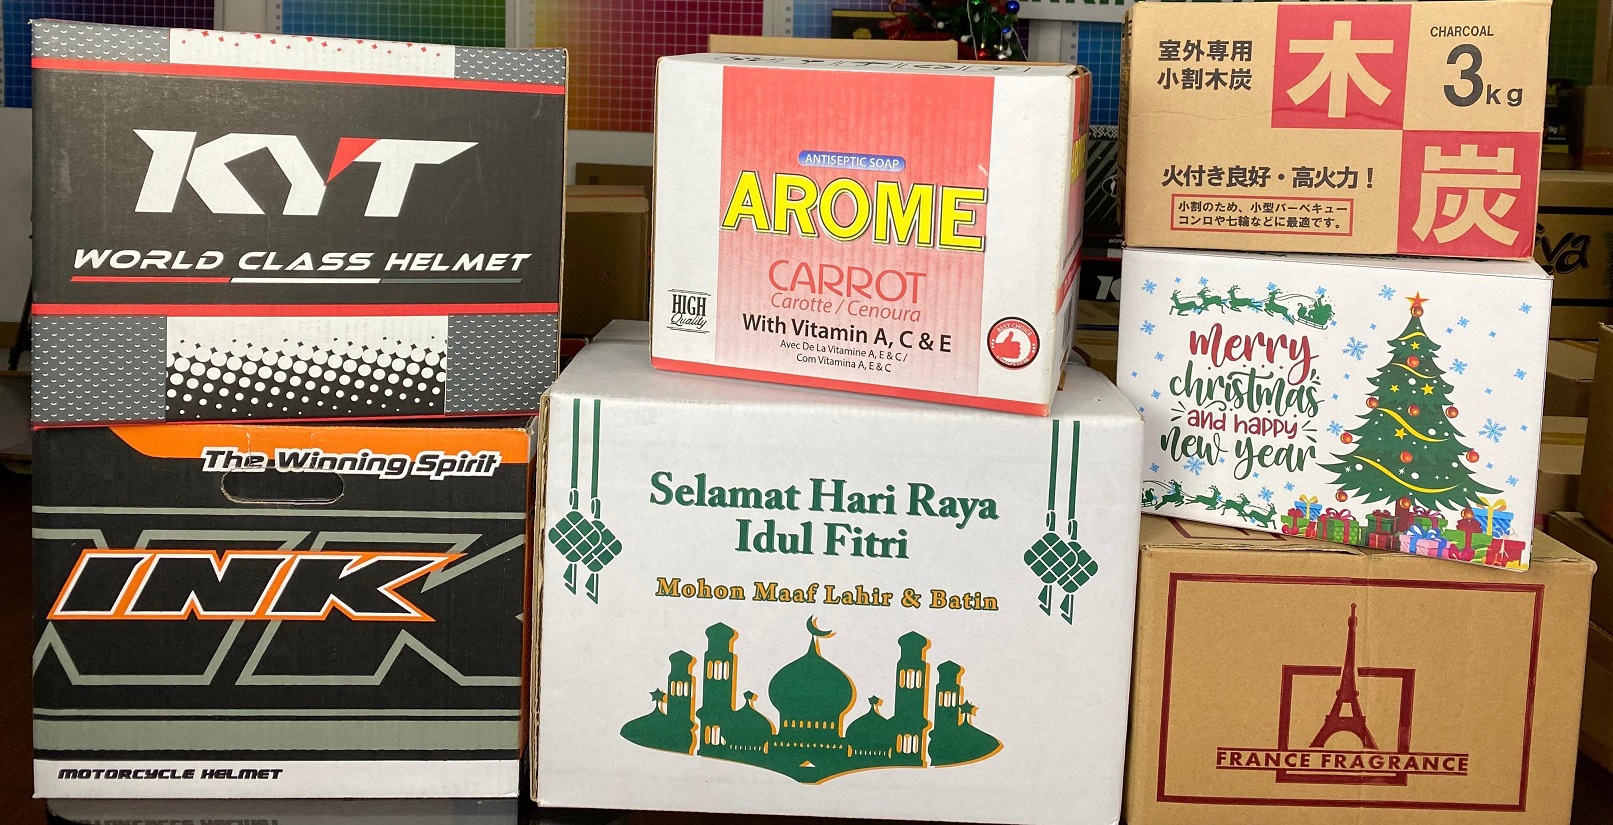 KYT
WORLD CLASS HELMET
The Winning Spirit
INK
MOTORCYCLE HELMET
ANTISEPTIC SOAP
AROME
CARROT
Carotte / Cenoura
With Vitamin A, C & E
Avec De La Vitamine A, E & C /
Com Vitamina A, E & C
HIGH
Quality
BEST CHOICE
Selamat Hari Raya
Idul Fitri
Mohon Maaf Lahir & Batin
室外専用
小割木炭
木
炭
CHARCOAL
3kg
火付き良好・高火力！
小割のため、小型バーベキュー
コンロや七輪などに最適です。
merry
christmas
and happy
new year
FRANCE FRAGRANCE